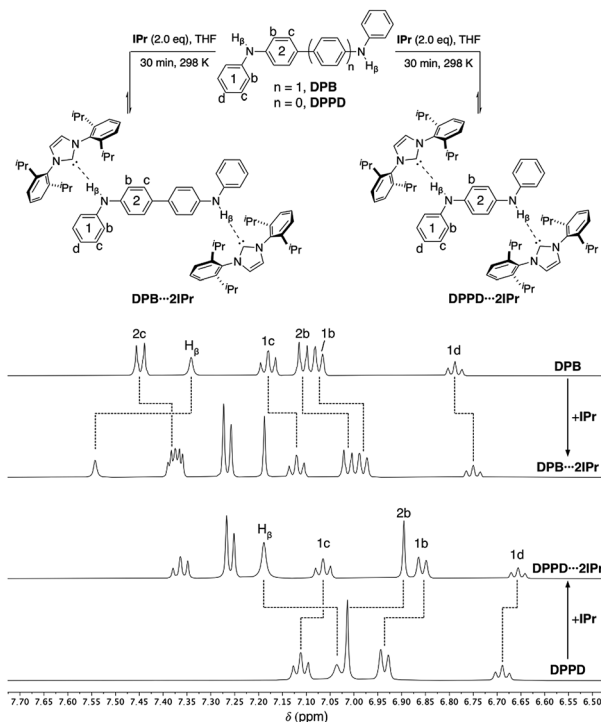 IPr (2.0 eq), THF
30 min, 298 K
Hβ
N
1
b
c
d
b
c
2
n
N
H
Hβ
n = 1, DPB
n = 0, DPPD
IPr (2.0 eq), THF
30 min, 298 K
iPr
iPr
N
N
iPr
iPr
Hβ
N
b
c
2
1
b
c
d
N
Hβ
iPr
iPr
N
N
iPr
iPr
DPB···2IPr
iPr
iPr
N
N
iPr
iPr
Hβ
N
b
2
1
b
c
d
N
Hβ
iPr
iPr
N
N
iPr
iPr
DPPD···2IPr
2c
Hβ
1c
2b
1b
1d
DPB
+IPr
DPB···2IPr
Hβ
1c
2b
1b
1d
DPPD···2IPr
+IPr
DPPD
7.70 7.65 7.60 7.55 7.50 7.45 7.40 7.35 7.30 7.25 7.20 7.15 7.10 7.05 7.00 6.95 6.90 6.85 6.80 6.75 6.70 6.65 6.60 6.55 6.50
δ (ppm)